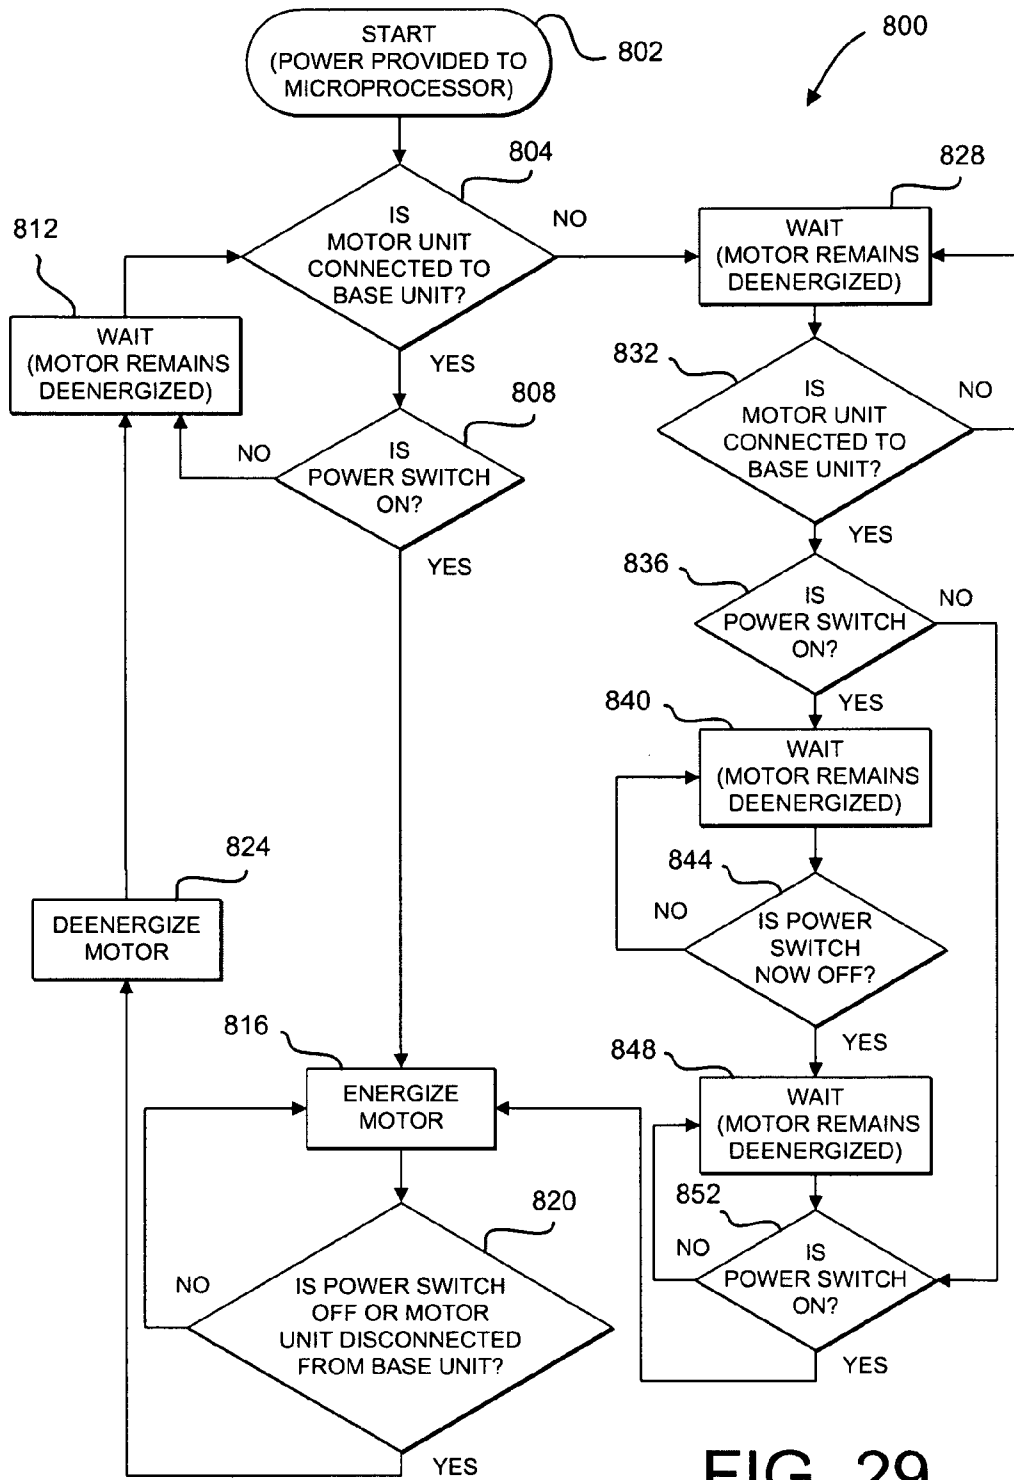 START
(POWER PROVIDED TO
MICROPROCESSOR)
802
800
804
IS
MOTOR UNIT
CONNECTED TO
BASE UNIT?
NO
YES
812
WAIT
(MOTOR REMAINS
DEENERGIZED)
808
IS
POWER SWITCH
ON?
NO
YES
828
WAIT
(MOTOR REMAINS
DEENERGIZED)
832
IS
MOTOR UNIT
CONNECTED TO
BASE UNIT?
NO
YES
836
IS
POWER SWITCH
ON?
NO
YES
840
WAIT
(MOTOR REMAINS
DEENERGIZED)
844
IS POWER
SWITCH
NOW OFF?
NO
YES
824
DEENERGIZE
MOTOR
816
ENERGIZE
MOTOR
848
WAIT
(MOTOR REMAINS
DEENERGIZED)
852
IS
POWER SWITCH
ON?
NO
YES
820
IS POWER SWITCH
OFF OR MOTOR
UNIT DISCONNECTED
FROM BASE UNIT?
NO
YES
FIG. 29